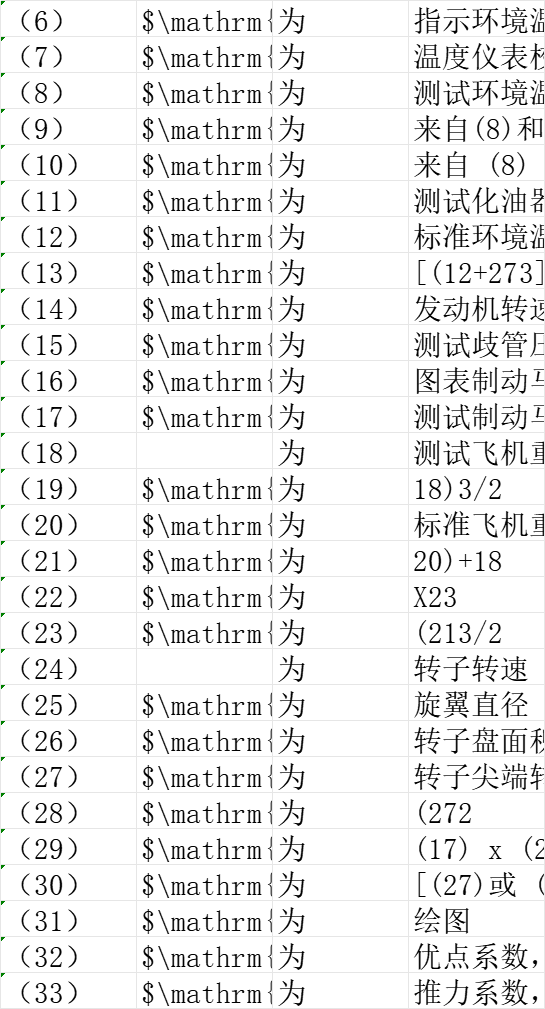 (6) $\mathrm{ 为 指示环境温
(7) $\mathrm{ 为 温度仪表校
(8) $\mathrm{ 为 测试环境温
(9) $\mathrm{ 为 来自(8)和
(10) $\mathrm{ 为 来自 (8)
(11) $\mathrm{ 为 测试化油器
(12) $\mathrm{ 为 标准环境温
(13) $\mathrm{ 为 [(12+273]
(14) $\mathrm{ 为 发动机转速
(15) $\mathrm{ 为 测试歧管压
(16) $\mathrm{ 为 图表制动马
(17) $\mathrm{ 为 测试制动马
(18) 为 测试飞机重
(19) $\mathrm{ 为 18)3/2
(20) $\mathrm{ 为 标准飞机重
(21) $\mathrm{ 为 20)+18
(22) $\mathrm{ 为 X23
(23) $\mathrm{ 为 (213/2
(24) 为 转子转速
(25) $\mathrm{ 为 旋翼直径
(26) $\mathrm{ 为 转子盘面积
(27) $\mathrm{ 为 转子尖端转
(28) $\mathrm{ 为 (272
(29) $\mathrm{ 为 (17) x (2
(30) $\mathrm{ 为 [(27)或 (
(31) $\mathrm{ 为 绘图
(32) $\mathrm{ 为 优点系数,
(33) $\mathrm{ 为 推力系数,